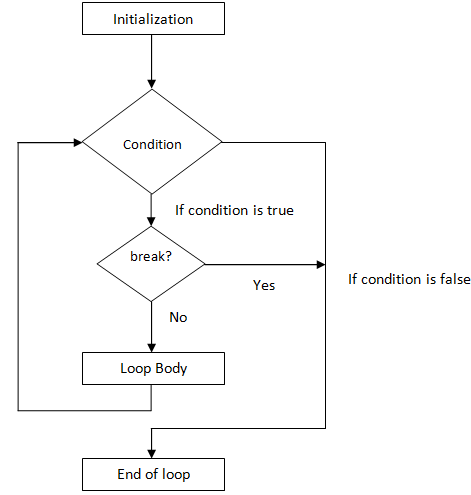 Initialization
Condition
If condition is true
break?
Yes
If condition is false
No
Loop Body
End of loop